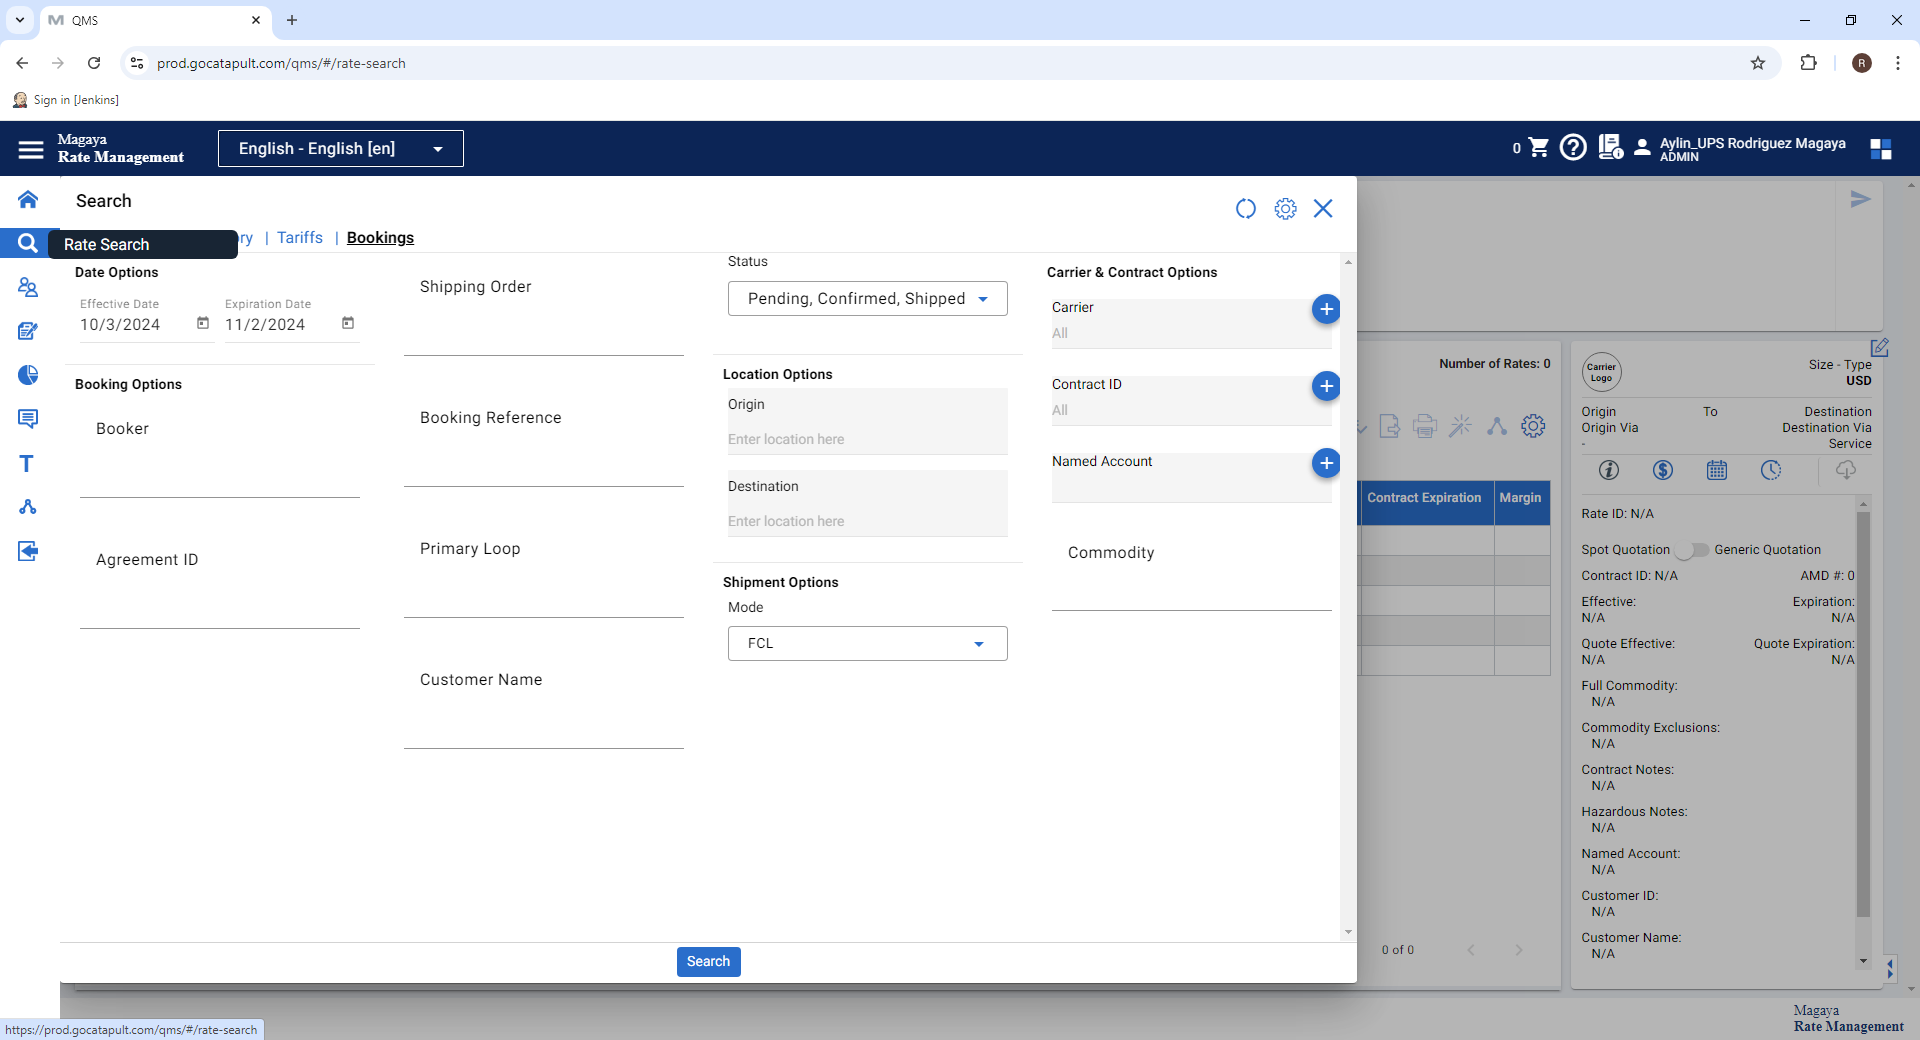 QMS
prod.gocatapult.com/qms/#/rate-search
R
Sign in [Jenkins]
Magaya
Rate Management
English - English [en]
0
Aylin_UPS Rodriguez Magaya
ADMIN
Search
Rate Search
ry | Tariffs | Bookings
Date Options
Effective Date
10/3/2024
Expiration Date
11/2/2024
Booking Options
Booker
Agreement ID
Shipping Order
Booking Reference
Primary Loop
Customer Name
Status
Pending, Confirmed, Shipped
Location Options
Origin
Enter location here
Destination
Enter location here
Shipment Options
Mode
FCL
Carrier & Contract Options
Carrier
All
Contract ID
All
Named Account
Commodity
Search
Number of Rates: 0
Contract Expiration
Margin
0 of 0
Carrier
Logo
Size - Type
USD
Origin To Destination
Origin Via Destination Via
- Service
Rate ID: N/A
Spot Quotation Generic Quotation
Contract ID: N/A AMD #: 0
Effective: Expiration:
N/A N/A
Quote Effective: Quote Expiration:
N/A N/A
Full Commodity:
N/A
Commodity Exclusions:
N/A
Contract Notes:
N/A
Hazardous Notes:
N/A
Named Account:
N/A
Customer ID:
N/A
Customer Name:
N/A
https://prod.gocatapult.com/qms/#/rate-search
Magaya
Rate Management